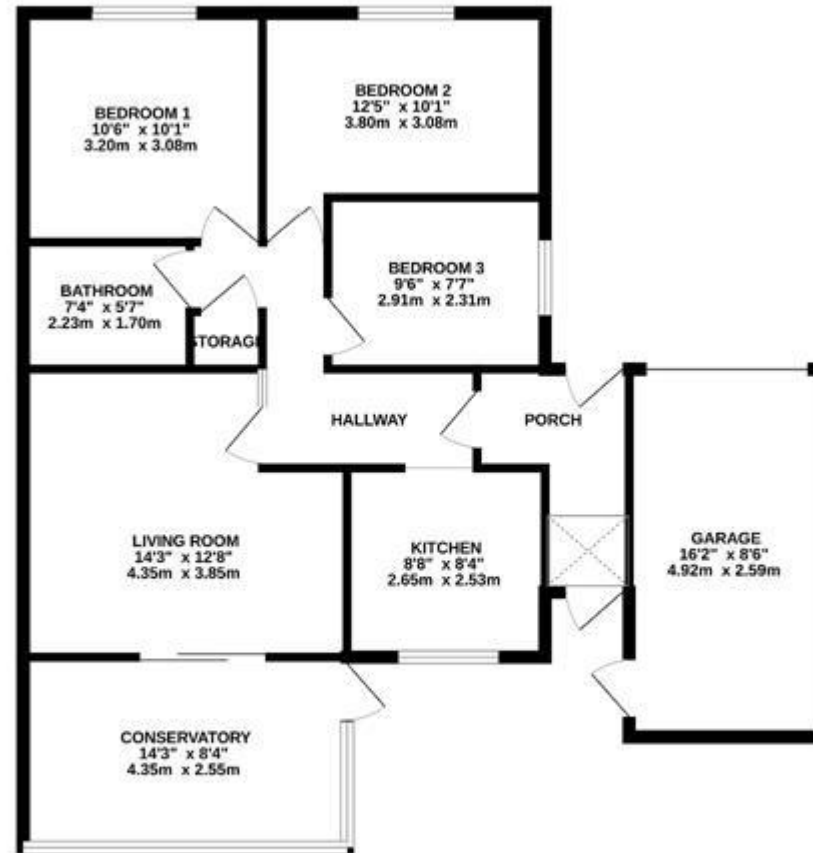 BEDROOM 1
10'6" x 10'1"
3.20m x 3.08m
BEDROOM 2
12'5" x 10'1"
3.80m x 3.08m
BEDROOM 3
9'6" x 7'7"
2.91m x 2.31m
BATHROOM
7'4" x 5'7"
2.23m x 1.70m
STORAGE
HALLWAY
PORCH
LIVING ROOM
14'3" x 12'8"
4.35m x 3.85m
KITCHEN
8'8" x 8'4"
2.65m x 2.53m
GARAGE
16'2" x 8'6"
4.92m x 2.59m
CONSERVATORY
14'3" x 8'4"
4.35m x 2.55m